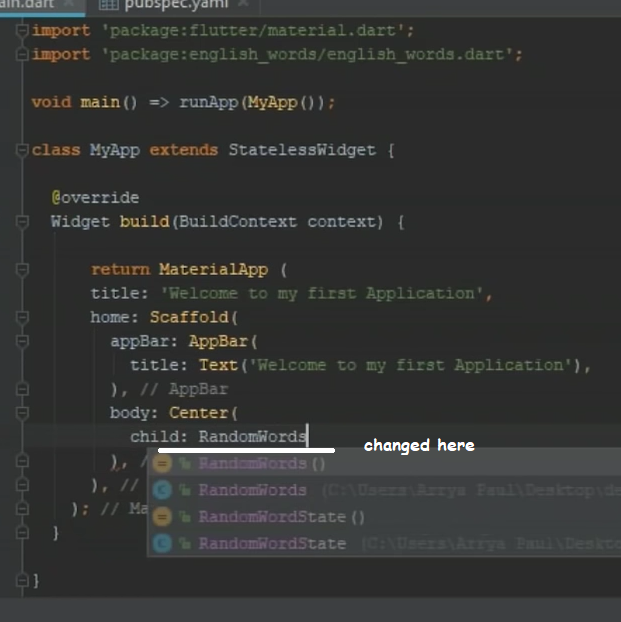 ain.dart pubspec.yaml
import 'package:flutter/material.dart';
import 'package:english_words/english_words.dart';
void main() => runApp(MyApp());
class MyApp extends StatelessWidget {
@override
Widget build(BuildContext context) {
return MaterialApp (
title: 'Welcome to my first Application',
home: Scaffold(
appBar: AppBar(
title: Text('Welcome to my first Application'),
), // AppBar
body: Center(
child: RandomWords
changed here
), /
RandomWords()
), //
RandomWords (C:\Users\Arrya Paul\Desktop\de
); // Ma
RandomWordState()
}
RandomWordState (C:\Users\Arrya Paul\Deskto
}